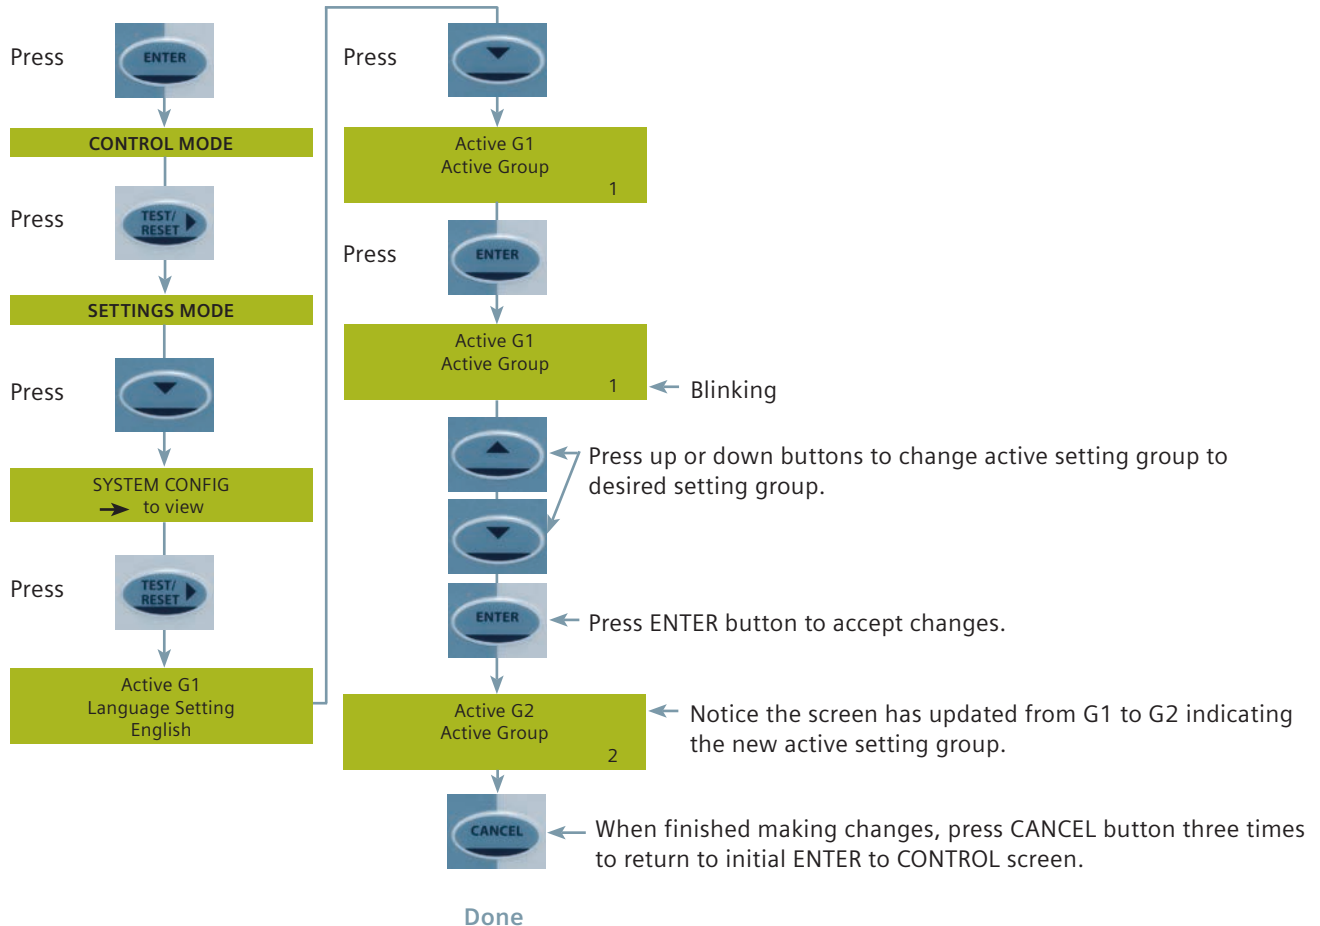 Press
ENTER
CONTROL MODE
Press
TEST/
RESET
SETTINGS MODE
Press
SYSTEM CONFIG
to view
Press
TEST/
RESET
Active G1
Language Setting
English
Press
Active G1
Active Group
1
Press
ENTER
Active G1
Active Group
1
Blinking
Press up or down buttons to change active setting group to
desired setting group.
ENTER
Press ENTER button to accept changes.
Active G2
Active Group
2
Notice the screen has updated from G1 to G2 indicating
the new active setting group.
CANCEL
When finished making changes, press CANCEL button three times
to return to initial ENTER to CONTROL screen.
Done